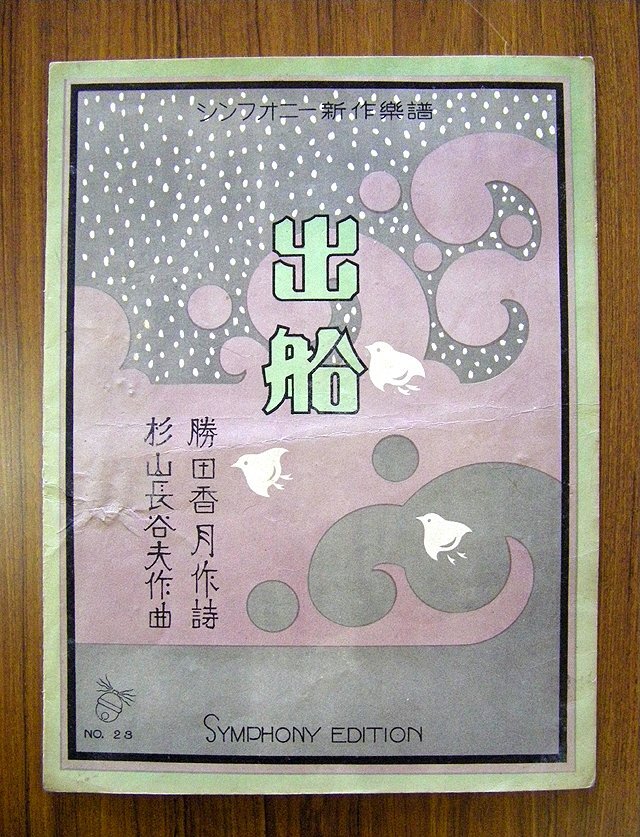 シンフオニー新作樂譜
出船
勝田香月作詩
杉山長谷夫作曲
NO. 23
SYMPHONY EDITION